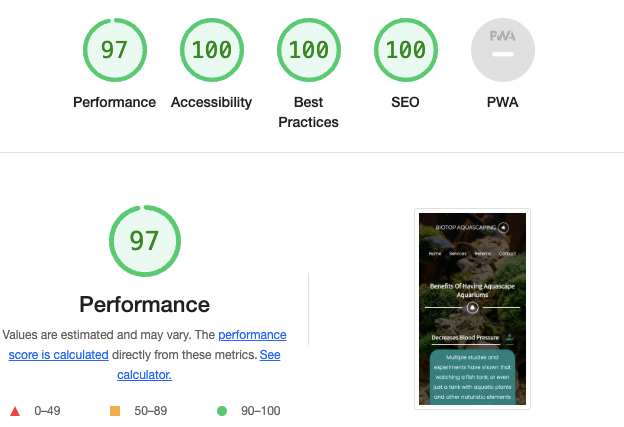 97 100 100 100 PWA
Performance Accessibility Best Practices SEO PWA
97
Performance
Values are estimated and may vary. The performance
score is calculated directly from these metrics. See
calculator.
0–49 50–89 90–100
BIOTOP AQUASCAPING
Home Services Benefits Contact
Benefits Of Having Aquascape
Aquariums
Decreases Blood Pressure
Multiple studies and
experiments have shown that
watching a fish tank, or even
just a tank with aquatic plants
and other naturistic elements